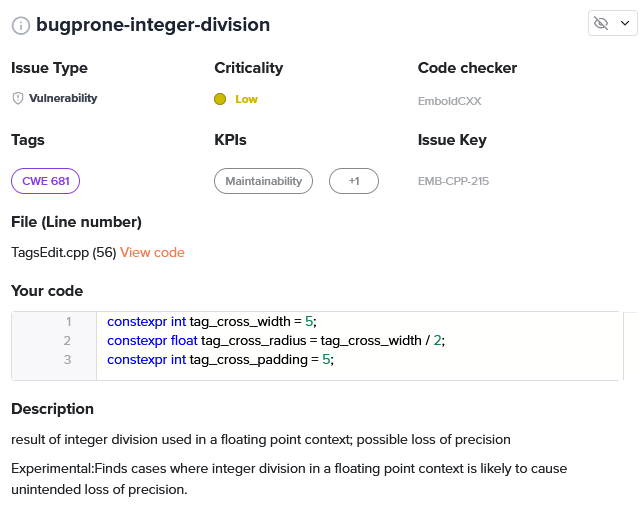 bugprone-integer-division
Issue Type
Criticality
Code checker
Vulnerability
Low
EmboldCXX
Tags
KPIs
Issue Key
CWE 681
Maintainability
+1
EMB-CPP-215
File (Line number)
TagsEdit.cpp (56) View code
Your code
1 constexpr int tag_cross_width = 5;
2 constexpr float tag_cross_radius = tag_cross_width / 2;
3 constexpr int tag_cross_padding = 5;
Description
result of integer division used in a floating point context; possible loss of precision
Experimental:Finds cases where integer division in a floating point context is likely to cause
unintended loss of precision.